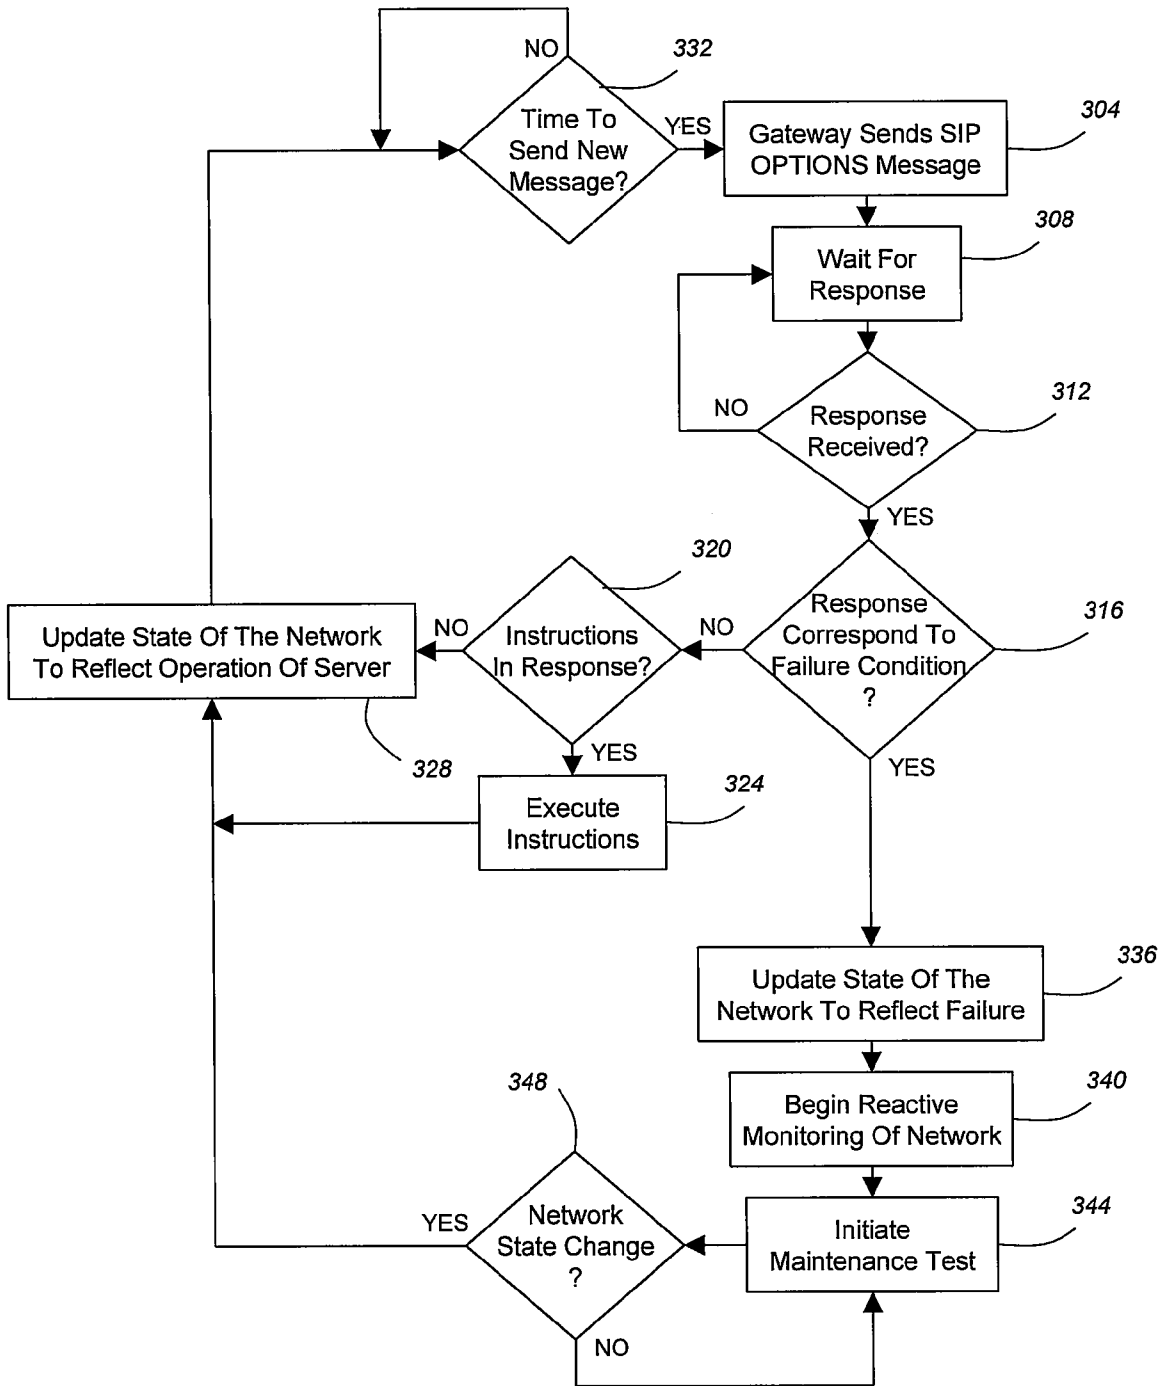 NO
332
Time To
Send New
Message?
YES
Gateway Sends SIP
OPTIONS Message
304
Wait For
Response
308
NO
Response
Received?
312
YES
320
Response
Correspond To
Failure Condition
?
316
NO
Instructions
In Response?
NO
Update State Of The Network
To Reflect Operation Of Server
328
YES
YES
Execute
Instructions
324
Update State Of The
Network To Reflect Failure
336
Begin Reactive
Monitoring Of Network
340
348
Initiate
Maintenance Test
344
Network
State Change
?
YES
NO